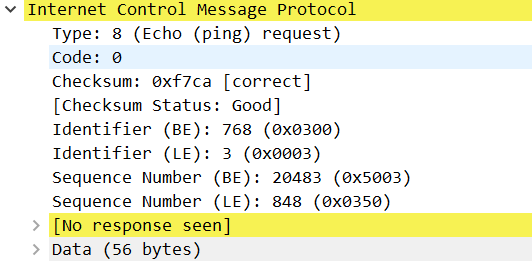 Internet Control Message Protocol
Type: 8 (Echo (ping) request)
Code: 0
Checksum: 0xf7ca [correct]
[Checksum Status: Good]
Identifier (BE): 768 (0x0300)
Identifier (LE): 3 (0x0003)
Sequence Number (BE): 20483 (0x5003)
Sequence Number (LE): 848 (0x0350)
[No response seen]
Data (56 bytes)